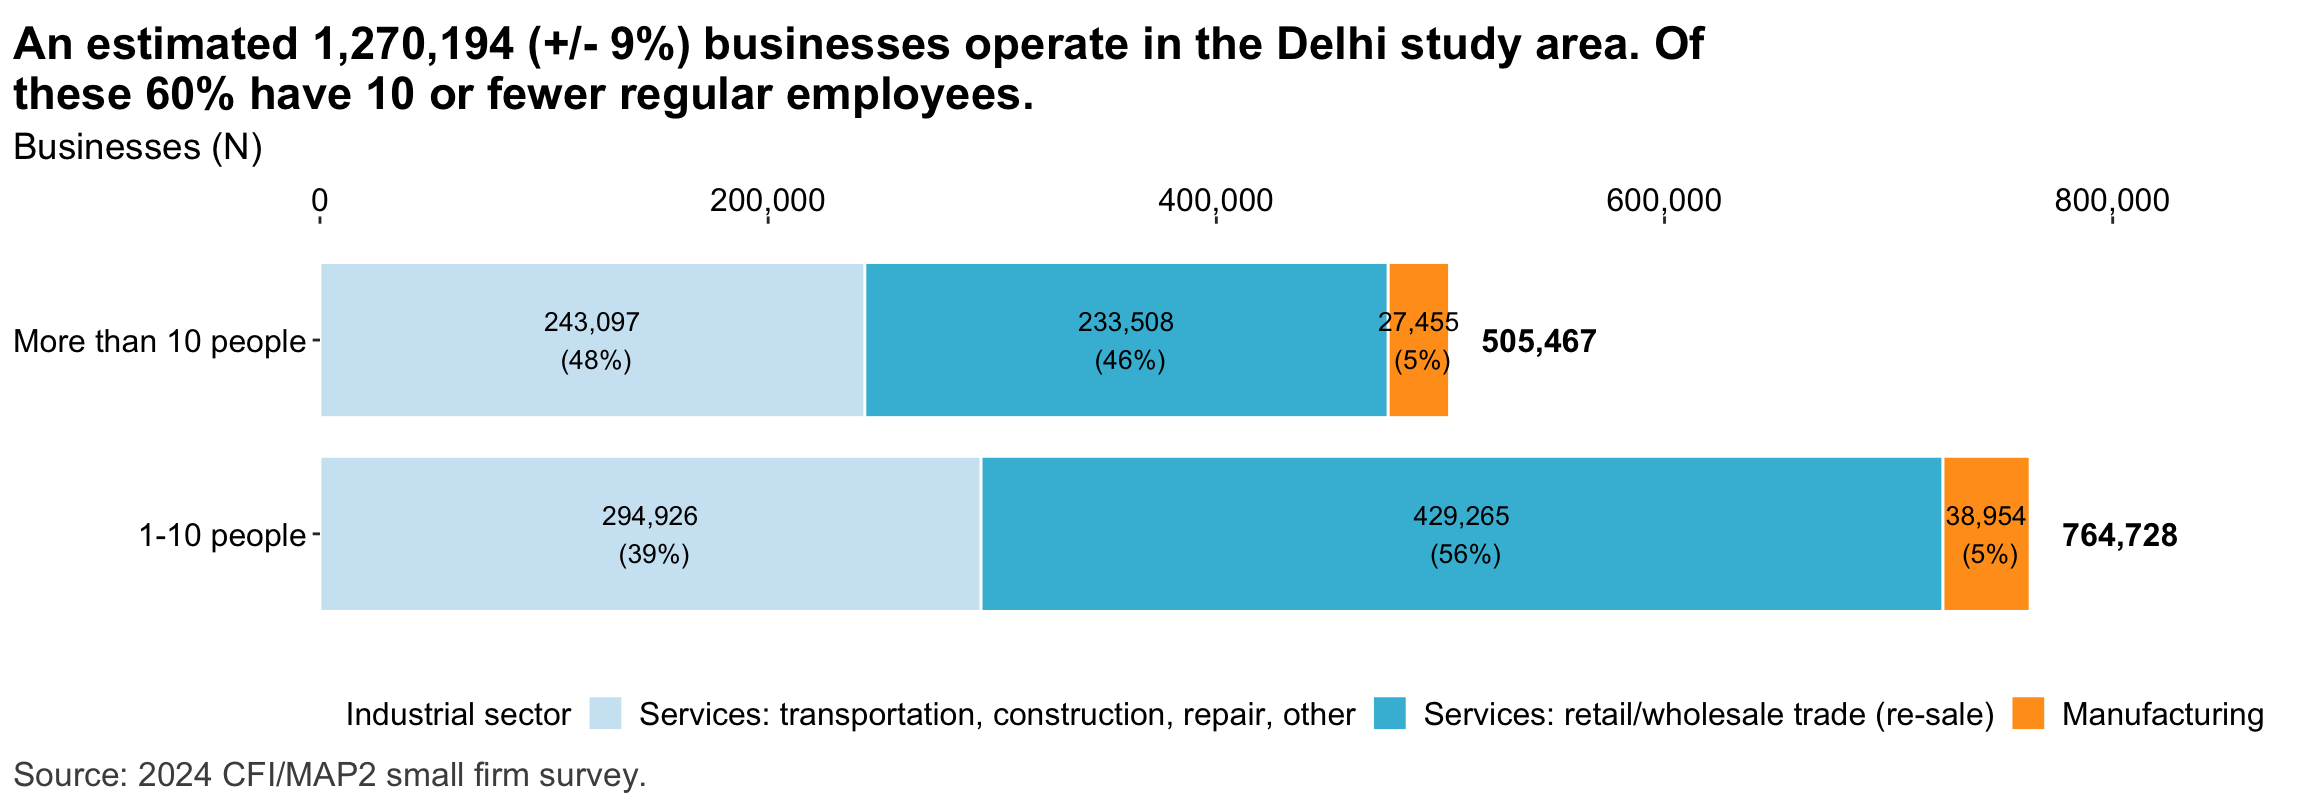 An estimated 1,270,194 (+/- 9%) businesses operate in the Delhi study area. Of
these 60% have 10 or fewer regular employees.
Businesses (N)
0 200,000 400,000 600,000 800,000
More than 10 people
243,097 233,508 27,455
(48%) (46%) (5%)
505,467
1-10 people
294,926 429,265 38,954
(39%) (56%) (5%)
764,728
Industrial sector Services: transportation, construction, repair, other Services: retail/wholesale trade (re-sale) Manufacturing
Source: 2024 CFI/MAP2 small firm survey.